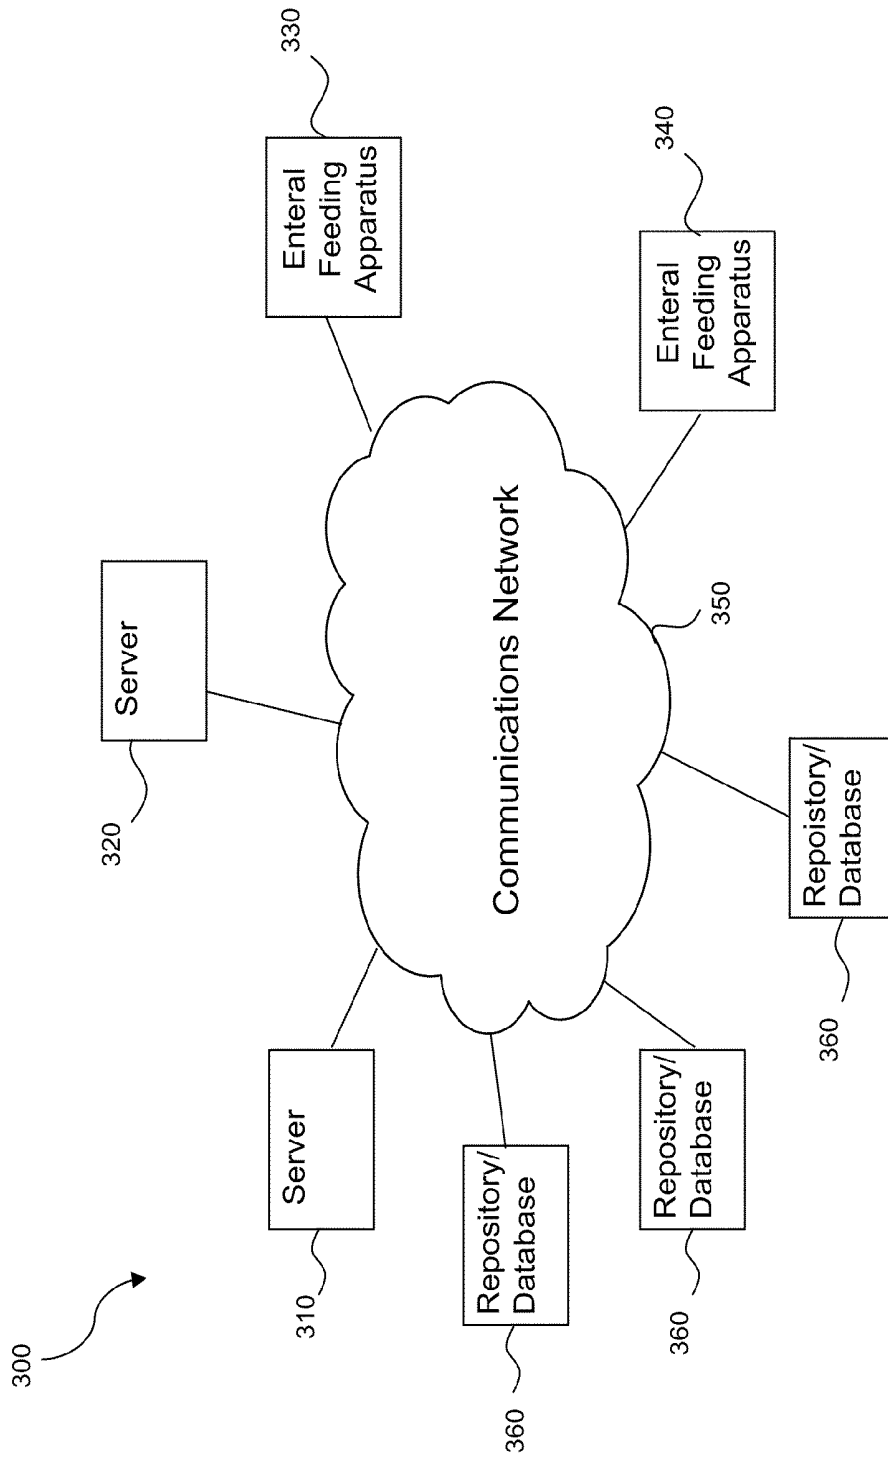 300
320
Server
330
Enteral
Feeding
Apparatus
310
Server
Communications Network
340
Enteral
Feeding
Apparatus
350
360
Repository/
Database
360
Repository/
Database
360
Repoistory/
Database